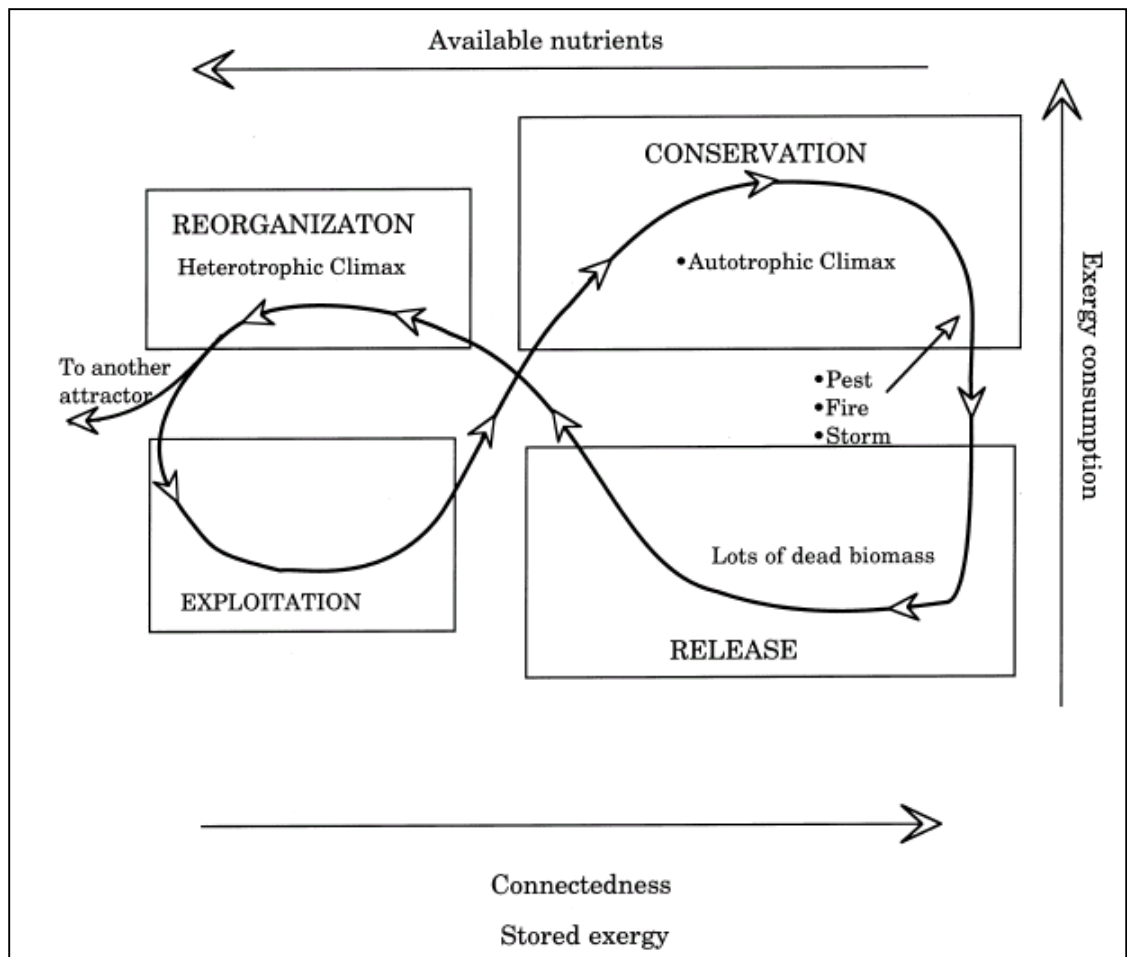 Available nutrients
CONSERVATION
REORGANIZATON
Heterotrophic Climax
•Autotrophic Climax
To another
attractor
•Pest
•Fire
•Storm
Exergy consumption
Lots of dead biomass
EXPLOITATION
RELEASE
Connectedness
Stored exergy